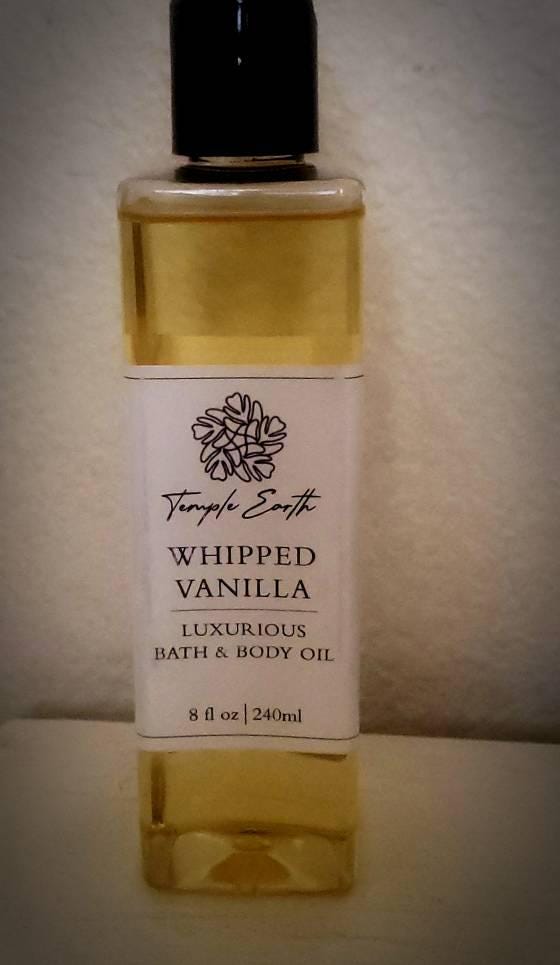 Temple Earth
WHIPPED
VANILLA
LUXURIOUS
BATH & BODY OIL
8 fl oz | 240ml